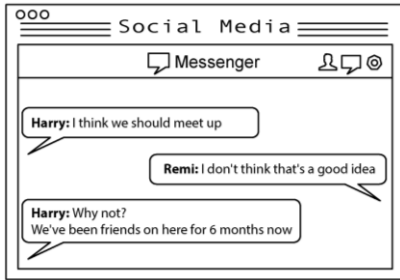 Social Media
Messenger
Harry: I think we should meet up
Remi: I don't think that's a good idea
Harry: Why not?
We've been friends on here for 6 months now